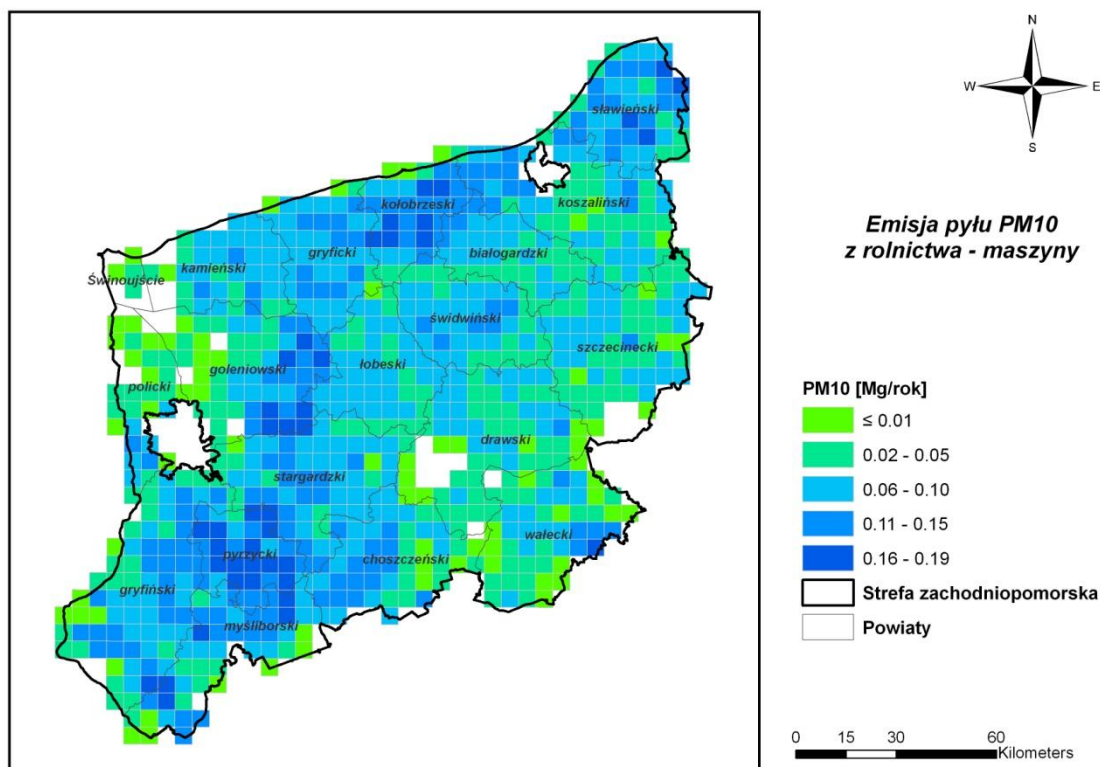 N
W E
S
Emisja pyłu PM10
z rolnictwa - maszyny
PM10 [Mg/rok]
≤ 0.01
0.02 - 0.05
0.06 - 0.10
0.11 - 0.15
0.16 - 0.19
Strefa zachodniopomorska
Powiaty
0 15 30 60
Kilometers
sławieński
koszaliński
kołobrzeski
białogardzki
gryficki
kamieński
Świnoujście
świdwiński
szczecinecki
łobeski
goleniowski
policki
drawski
stargardzki
wałecki
choszczeński
pyrzycki
gryfiński
myśliborski